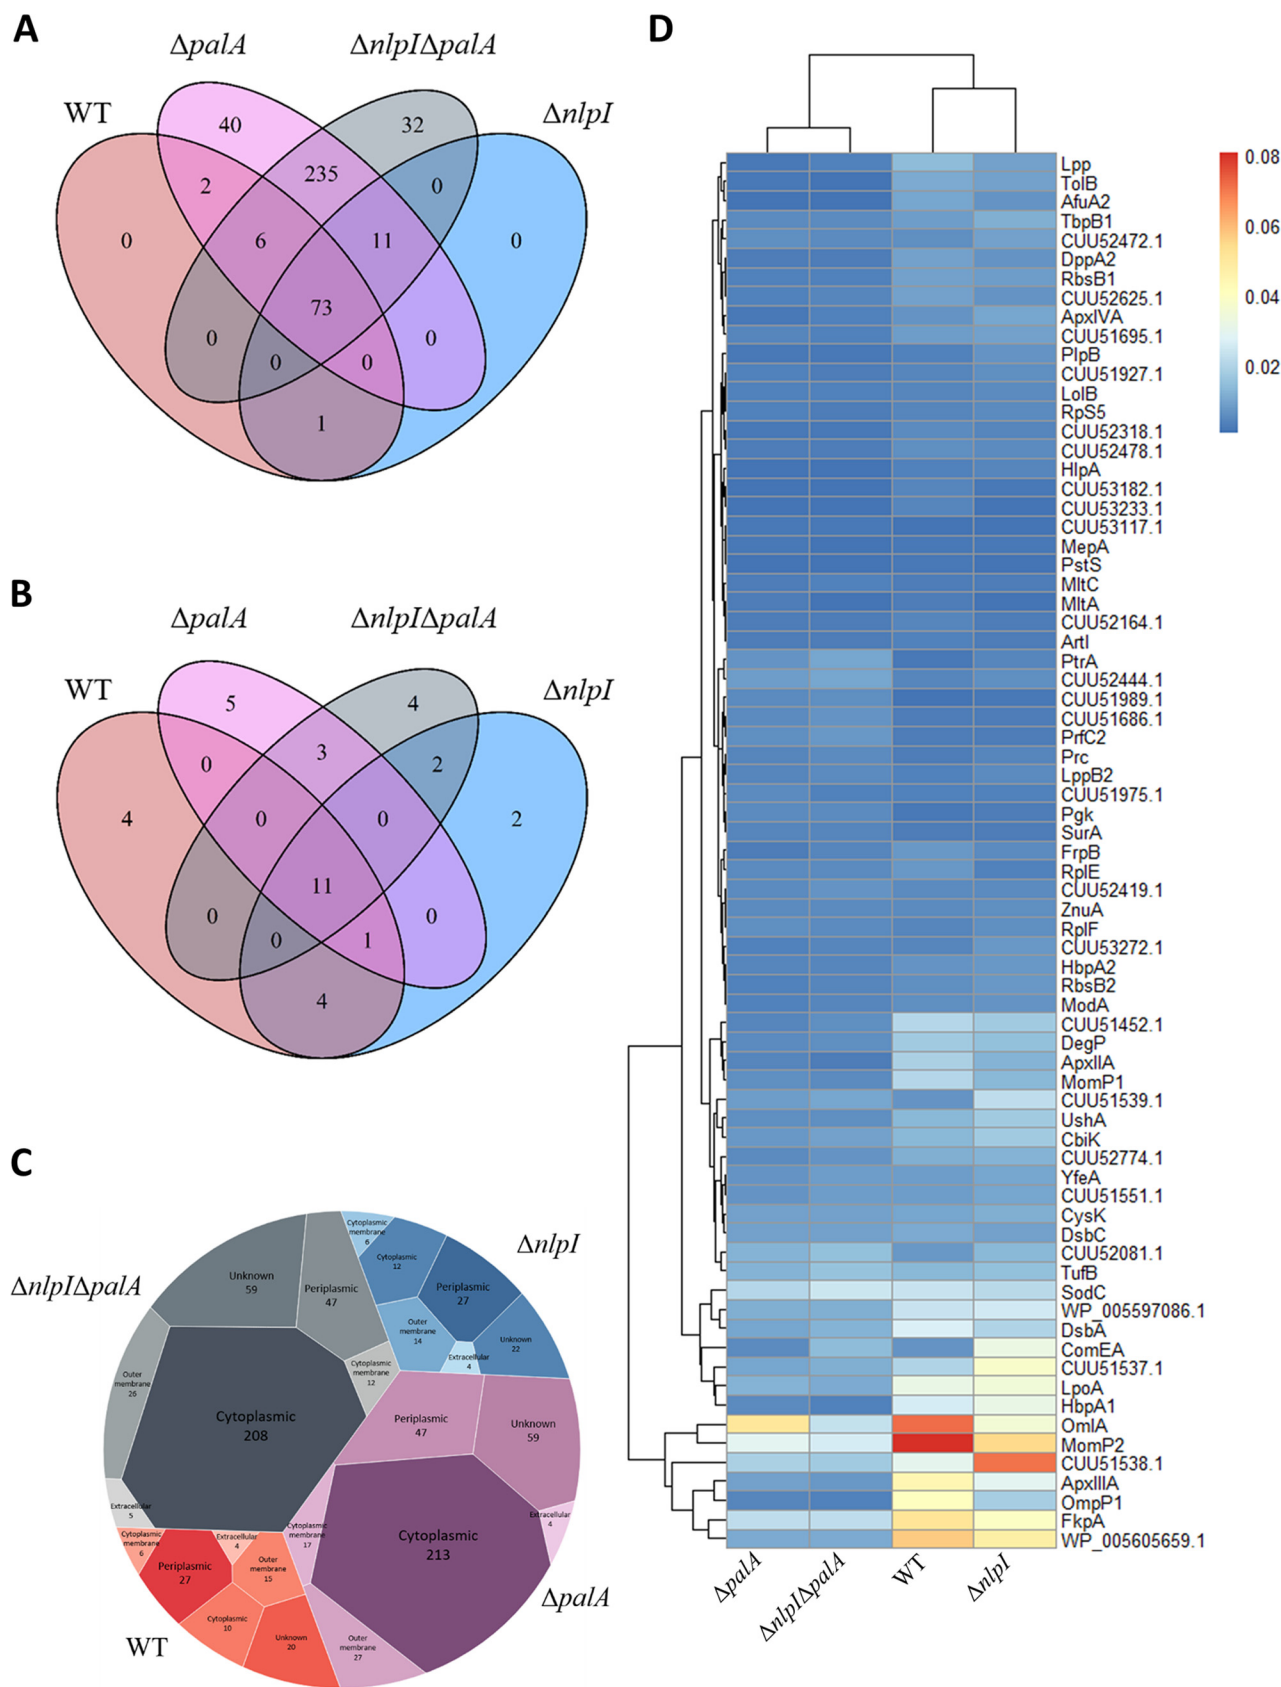 A
ΔpalA
ΔnlpIΔpalA
WT
ΔnlpI
40
32
2
235
0
0
6
11
0
73
0
0
0
0
1
B
ΔpalA
ΔnlpIΔpalA
WT
ΔnlpI
5
4
0
3
2
4
0
0
2
11
0
0
0
1
4
C
ΔnlpIΔpalA
ΔnlpI
WT
ΔpalA
Unknown
59
Periplasmic
47
Outer
membrane
26
Cytoplasmic
208
Cytoplasmic
membrane
12
Extracellular
5
Cytoplasmic
membrane
6
Cytoplasmic
12
Periplasmic
27
Outer
membrane
14
Extracellular
4
Unknown
22
Periplasmic
47
Unknown
59
Cytoplasmic
213
Extracellular
4
Cytoplasmic
membrane
17
Outer
membrane
27
Cytoplasmic
membrane
6
Periplasmic
27
Extracellular
4
Outer
membrane
15
Cytoplasmic
10
Unknown
20
D
Lpp
TolB
AfuA2
TbpB1
CUU52472.1
DppA2
RbsB1
CUU52625.1
ApxIVA
CUU51695.1
PlpB
CUU51927.1
LolB
RpS5
CUU52318.1
CUU52478.1
HlpA
CUU53182.1
CUU53233.1
CUU53117.1
MepA
PstS
MltC
MltA
CUU52164.1
ArtI
PtrA
CUU52444.1
CUU51989.1
CUU51686.1
PrfC2
Prc
LppB2
CUU51975.1
Pgk
SurA
FrpB
RplE
CUU52419.1
ZnuA
RplF
CUU53272.1
HbpA2
RbsB2
ModA
CUU51452.1
DegP
ApxIIA
MomP1
CUU51539.1
UshA
CbiK
CUU52774.1
YfeA
CUU51551.1
CysK
DsbC
CUU52081.1
TufB
SodC
WP_005597086.1
DsbA
ComEA
CUU51537.1
LpoA
HbpA1
OmlA
MomP2
CUU51538.1
ApxIIIA
OmpP1
FkpA
WP_005605659.1
ΔpalA
ΔnlpIΔpalA
WT
ΔnlpI
0.08
0.06
0.04
0.02